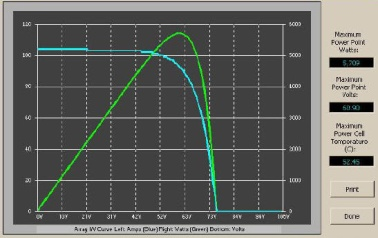 120
100
80
60
40
20
0
6000
5000
4000
3000
2000
1000
0
0V 10V 21V 31V 42V 52V 63V 73V 84V 94V 105V
Array I-V Curve Left: Amps (Blue) Right: Watts (Green) Bottom: Volts
Maximum
Power Point
Watts:
5,709
Maximum
Power Point
Volts:
60.93
Maximum
Power Cell
Temperature
(C):
52.45
Print
Done